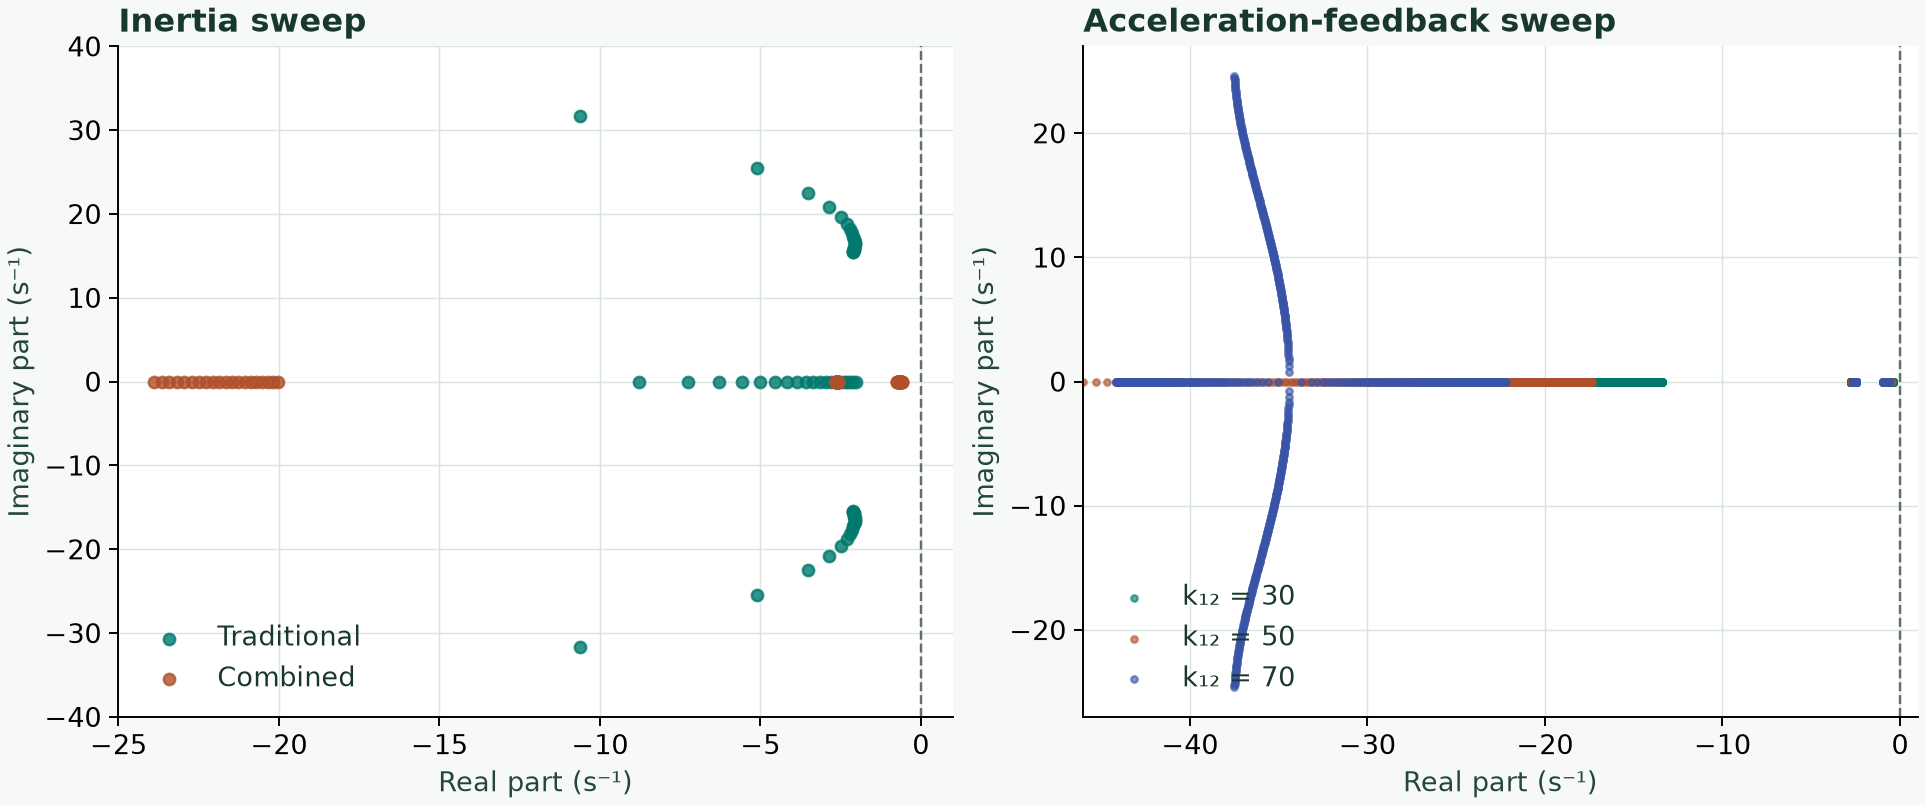 Inertia sweep
40
30
20
10
0
−10
−20
−30
−40
−25
−20
−15
−10
−5
0
Imaginary part (s⁻¹)
Real part (s⁻¹)
Traditional
Combined
Acceleration-feedback sweep
20
10
0
−10
−20
−40
−30
−20
−10
0
Imaginary part (s⁻¹)
Real part (s⁻¹)
k₁₂ = 30
k₁₂ = 50
k₁₂ = 70